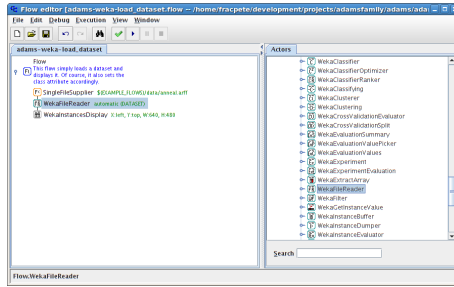 Flow editor [adams-weka-load_dataset.flow -- /home/fracpete/development/projects/adamsfamily/adams/adams
File Edit Debug Execution View Window
adams-weka-load_dataset
Flow
This flow simply loads a dataset and
displays it. Of course, it also sets the
class attribute accordingly.
SingleFileSupplier $EXAMPLE_FLOWS/data/anneal.arff
WekaFileReader automatic (DATASET)
WekaInstancesDisplay X:left, Y:top, W:640, H:480
Actors
WekaClassifier
WekaClassifierOptimizer
WekaClassifierRanker
WekaClassifying
WekaClusterer
WekaClustering
WekaCrossValidationEvaluator
WekaCrossValidationSplit
WekaEvaluationSummary
WekaEvaluationValuePicker
WekaEvaluationValues
WekaExperiment
WekaExperimentEvaluation
WekaExtractArray
WekaFileReader
WekaFilter
WekaGetInstanceValue
WekaInstanceBuffer
WekaInstanceDumper
WekaInstanceEvaluator
Search
Flow.WekaFileReader